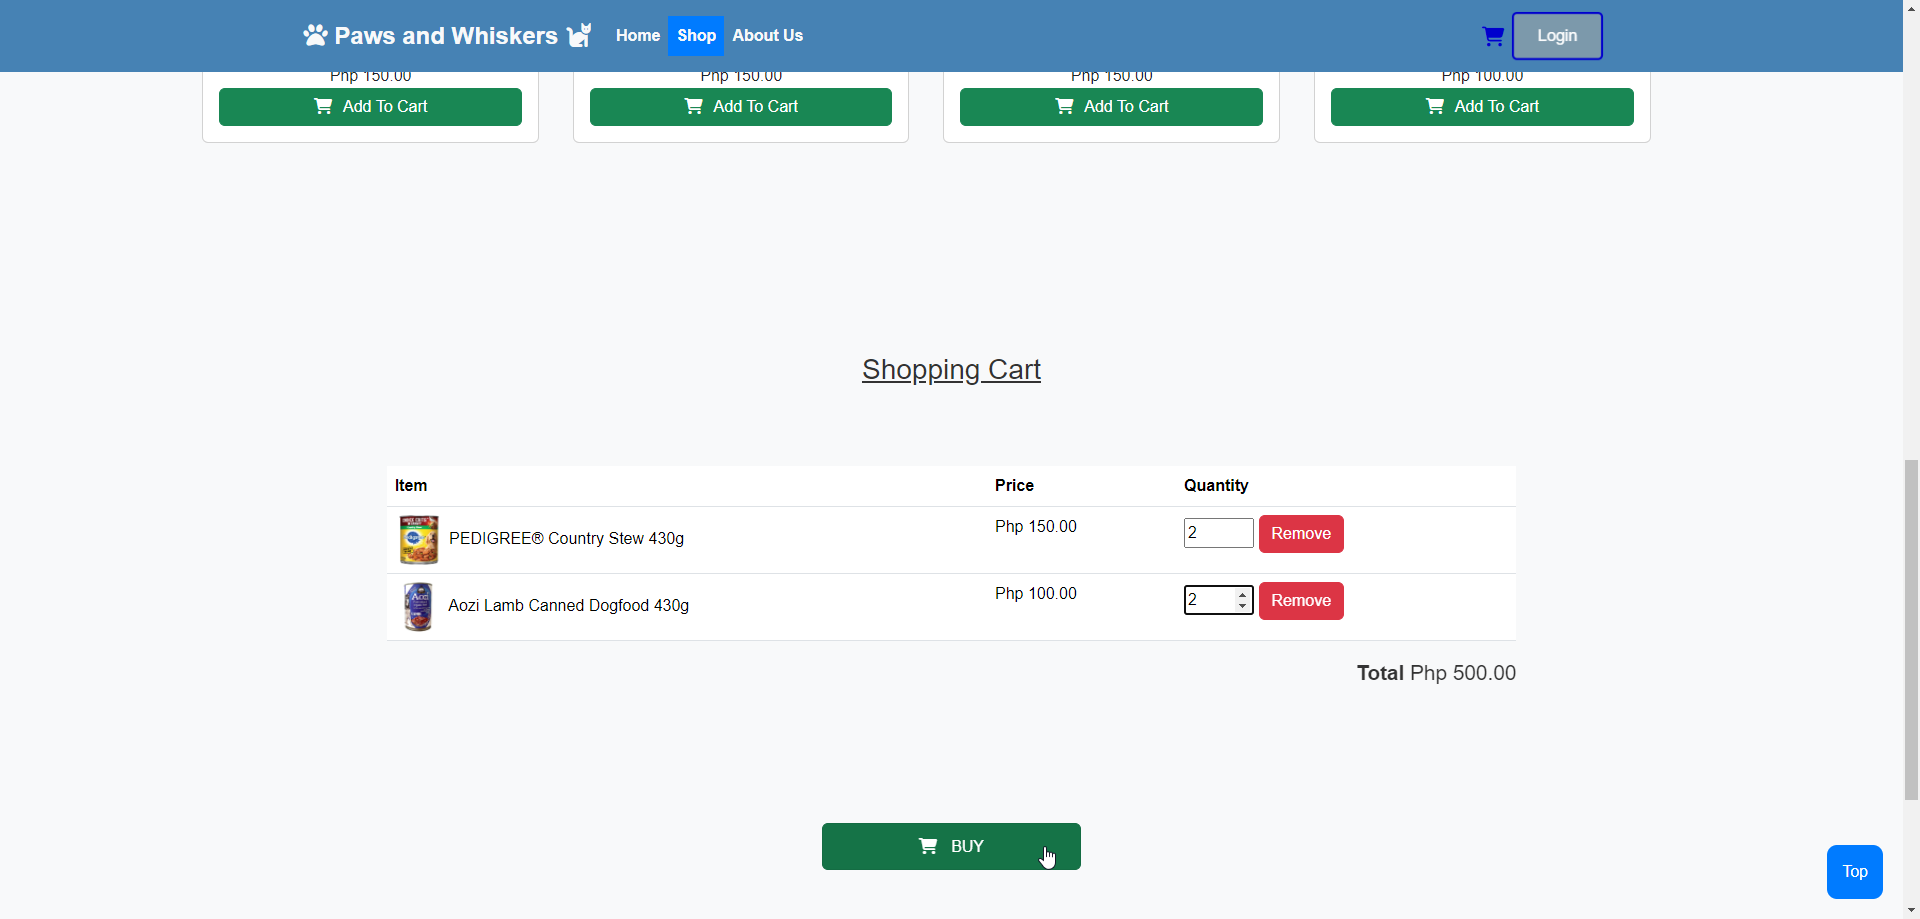 Paws and Whiskers Home Shop About Us Login
Php 150.00 Php 150.00 Php 150.00 Php 100.00
Add To Cart Add To Cart Add To Cart Add To Cart
Shopping Cart
Item Price Quantity
PEDIGREE® Country Stew 430g Php 150.00 2 Remove
Aozi Lamb Canned Dogfood 430g Php 100.00 2 Remove
Total Php 500.00
BUY
Top